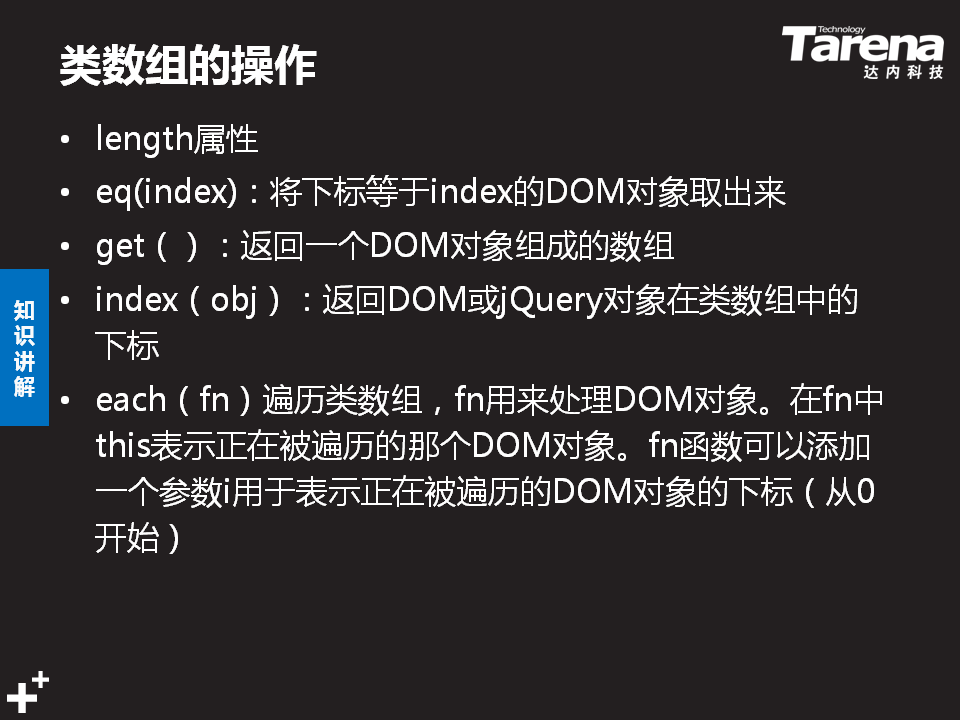 类数组的操作
Technology
Tarena
达内科技
• length属性
• eq(index)：将下标等于index的DOM对象取出来
• get（）：返回一个DOM对象组成的数组
• index（obj）：返回DOM或jQuery对象在类数组中的
下标
• each（fn）遍历类数组，fn用来处理DOM对象。在fn中
this表示正在被遍历的那个DOM对象。fn函数可以添加
一个参数i用于表示正在被遍历的DOM对象的下标（从0
开始）
知
识
讲
解